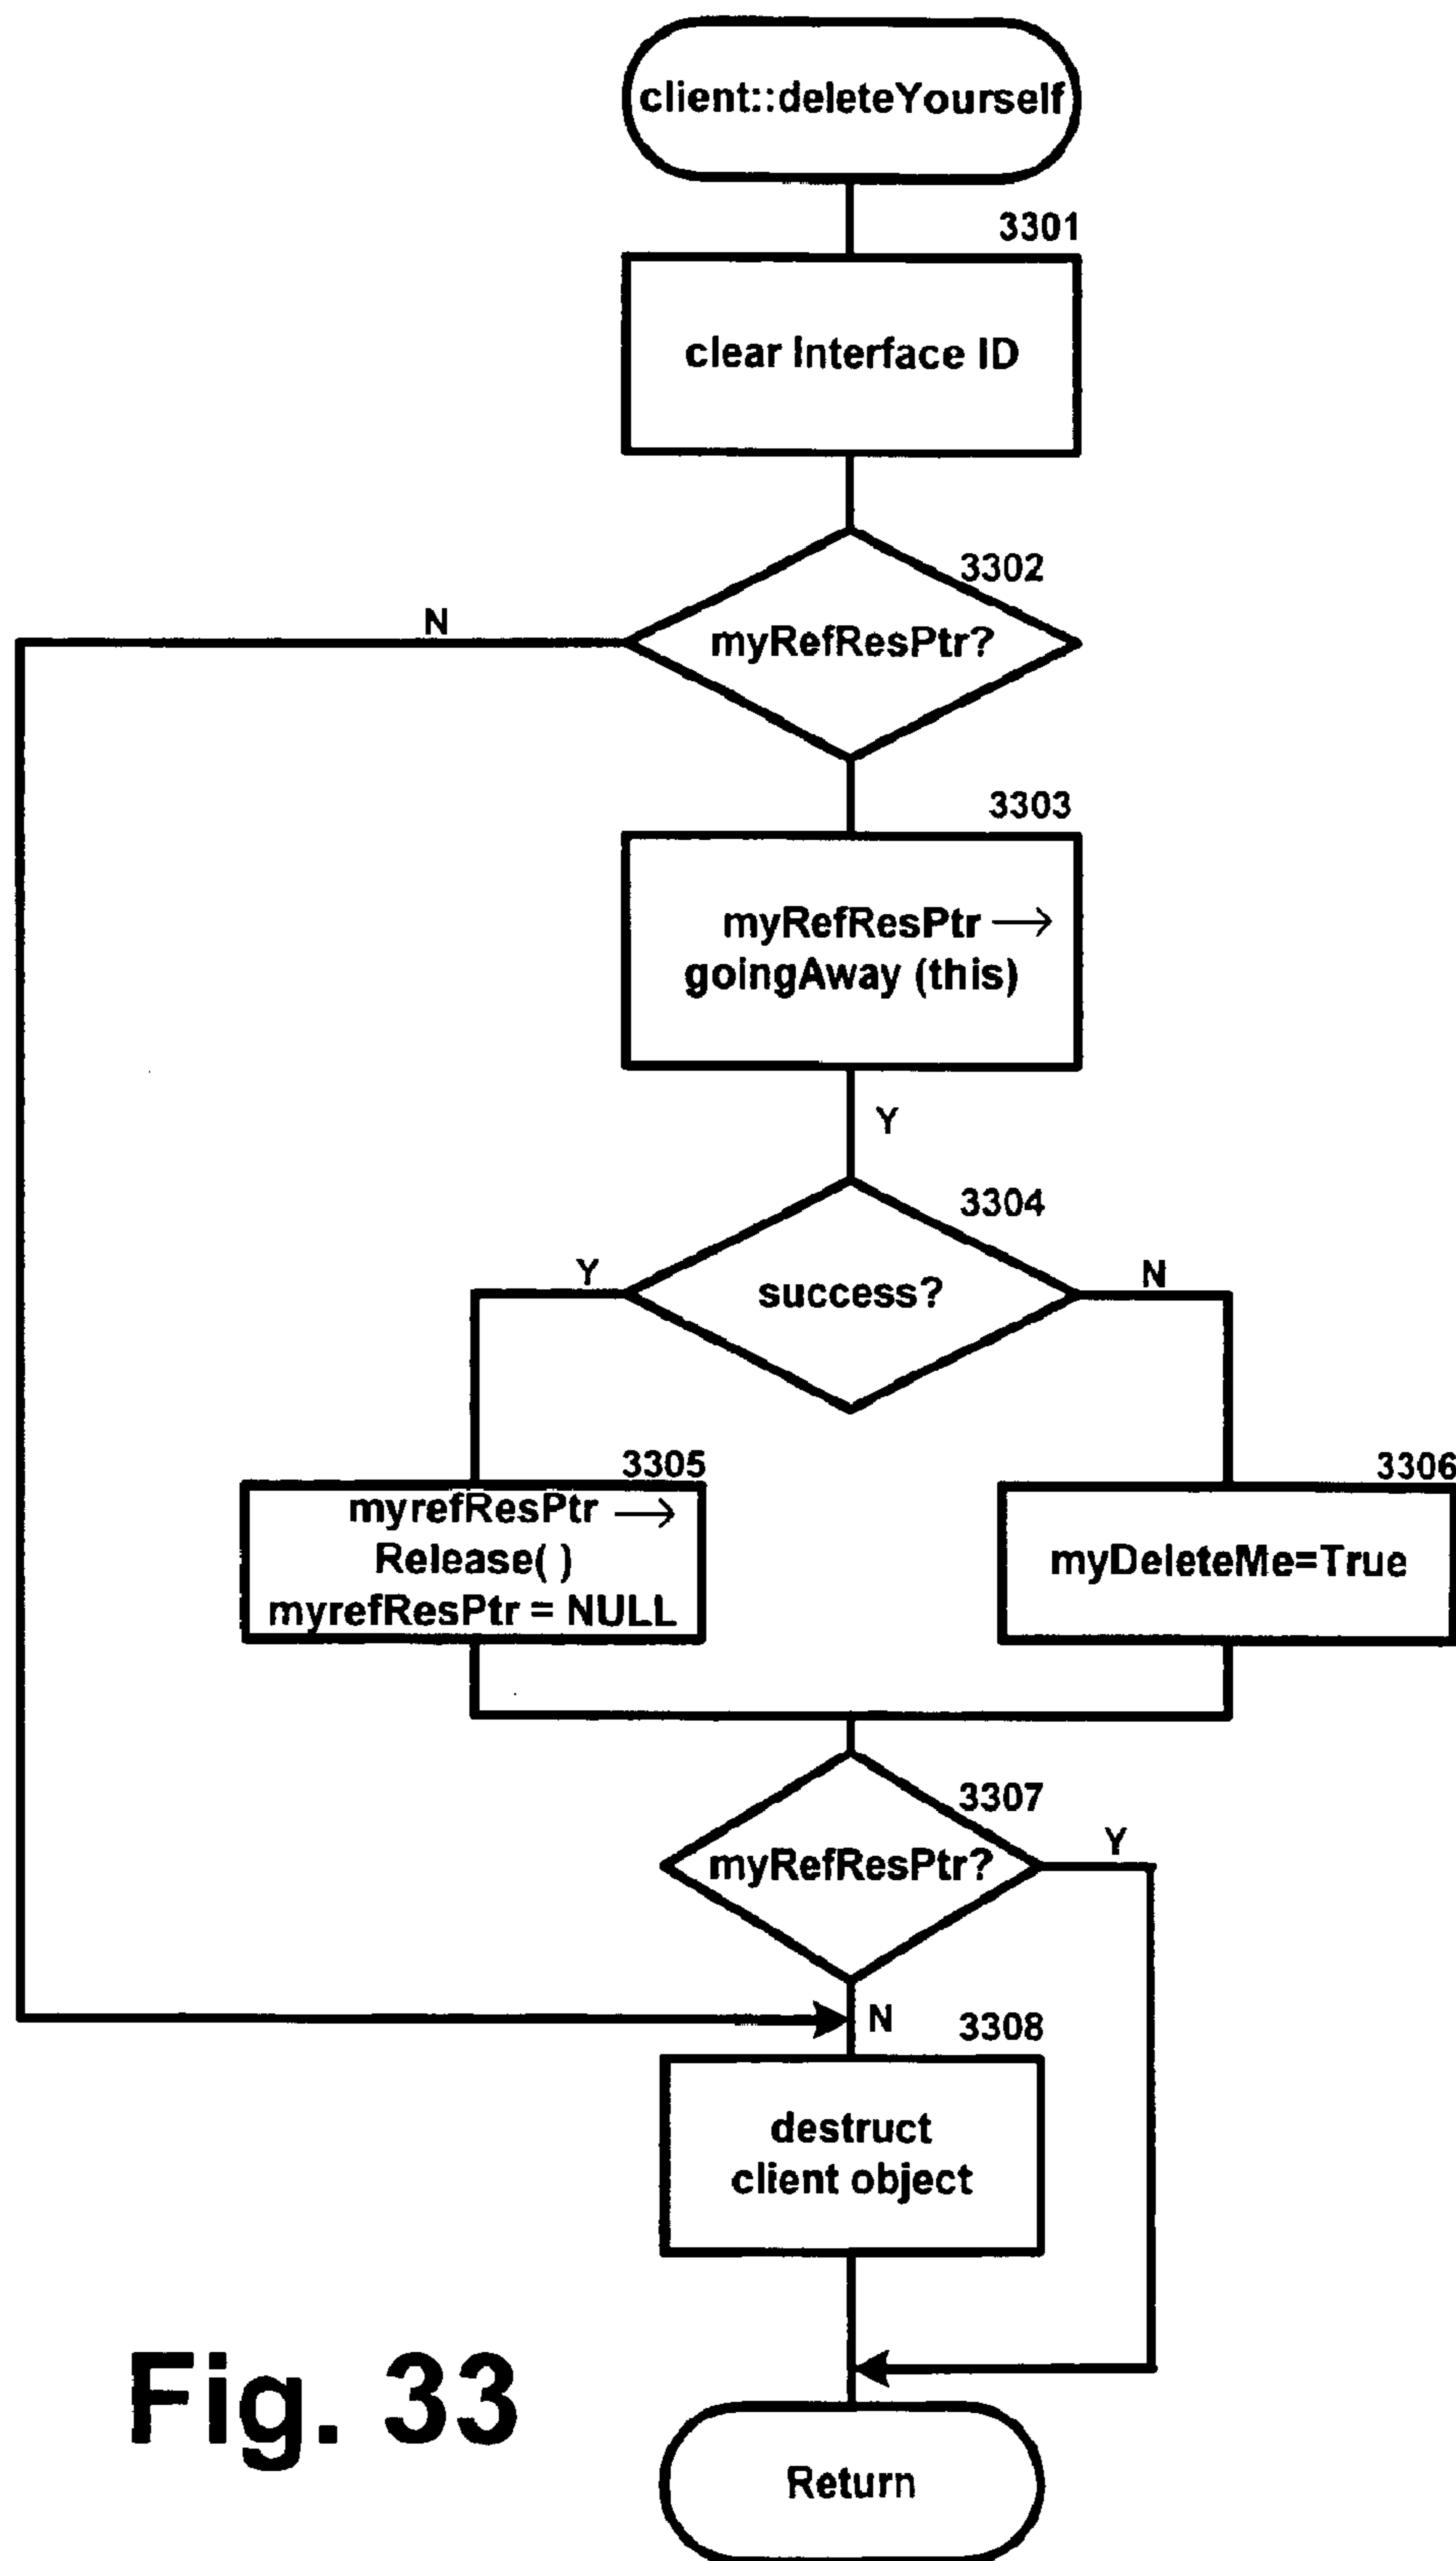 client::deleteYourself
3301
clear Interface ID
3302
N
myRefResPtr?
3303
myRefResPtr →
goingAway (this)
Y
3304
Y
N
success?
3305
3306
myrefResPtr →
Release( )
myrefResPtr = NULL
myDeleteMe=True
3307
Y
myRefResPtr?
N
3308
destruct
client object
Fig. 33
Return